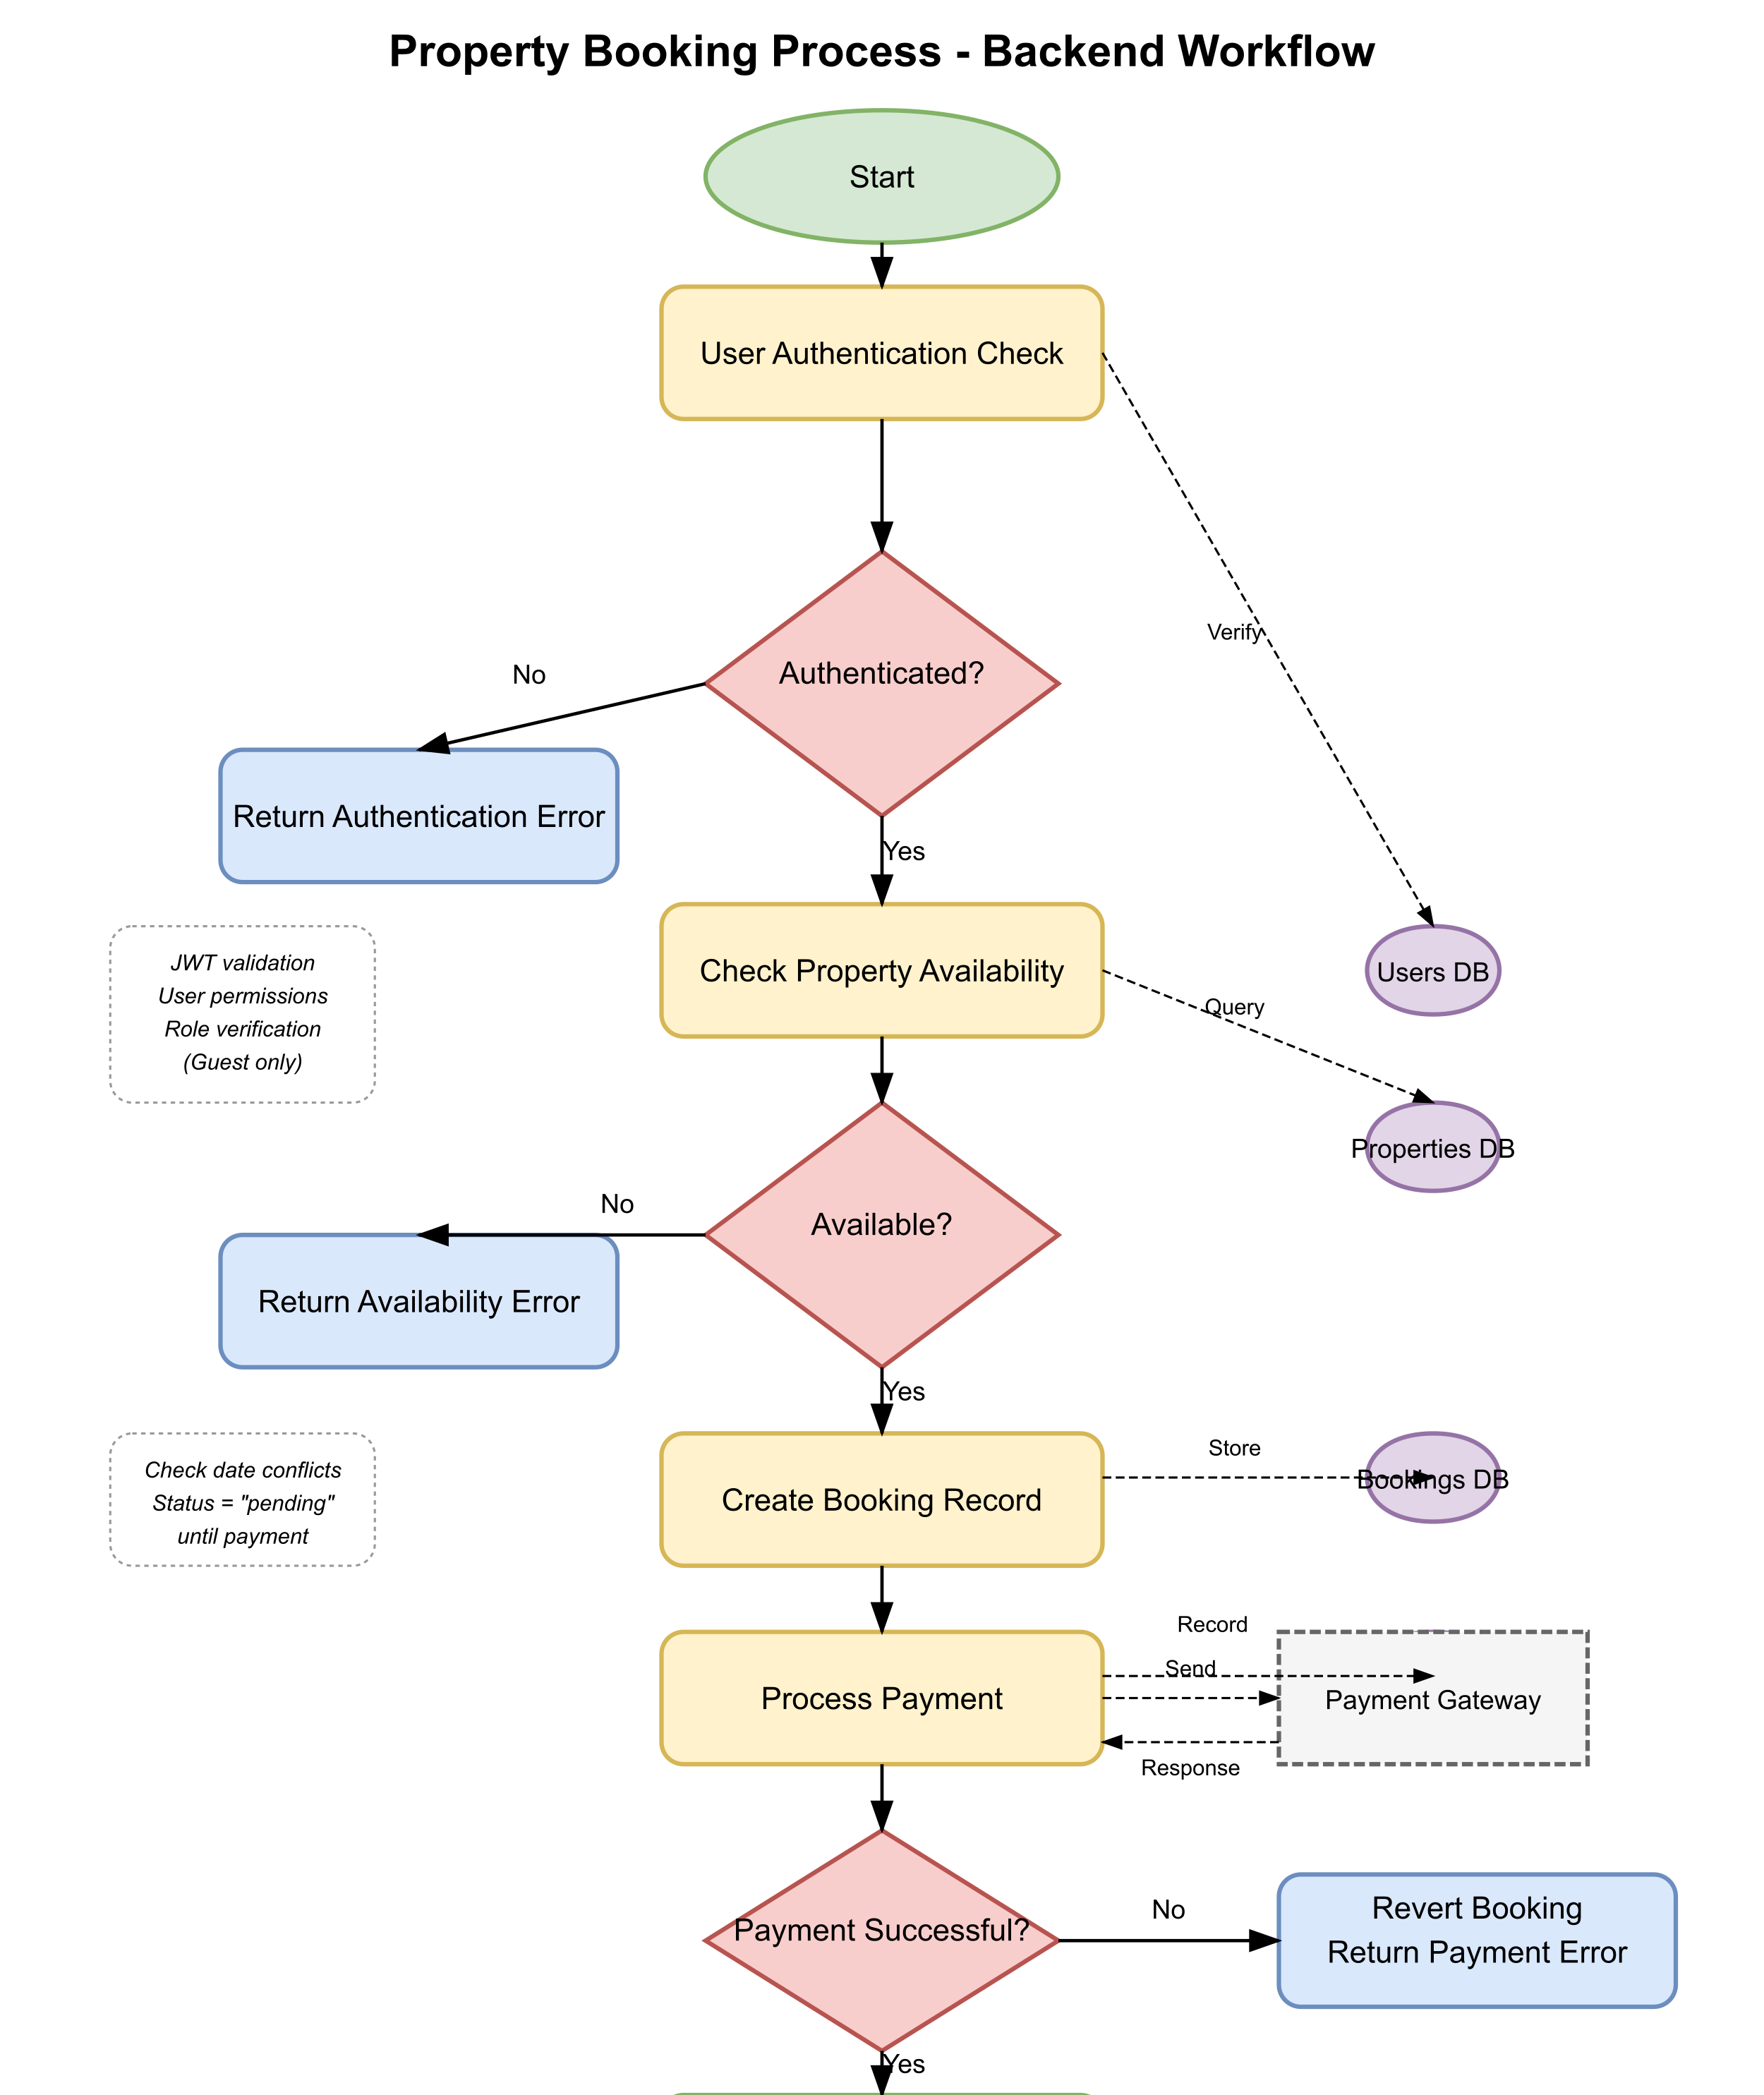 Property Booking Process - Backend Workflow
Start
User Authentication Check
Verify
Authenticated?
No
Return Authentication Error
Yes
JWT validation
User permissions
Role verification
(Guest only)
Check Property Availability
Users DB
Query
Properties DB
No
Available?
Return Availability Error
Yes
Check date conflicts
Status = "pending"
until payment
Create Booking Record
Store
Bookings DB
Record
Send
Process Payment
Payment Gateway
Response
Payment Successful?
No
Revert Booking
Return Payment Error
Yes